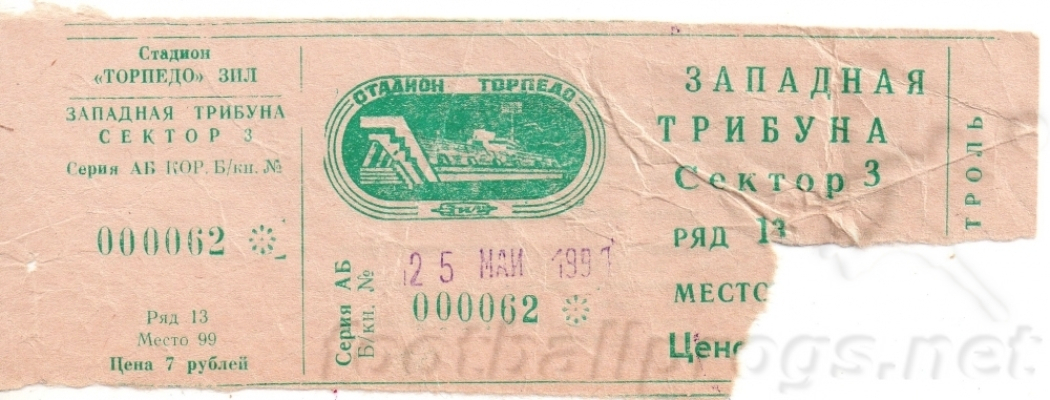 Стадион
«ТОРПЕДО» ЗИЛ
ЗАПАДНАЯ ТРИБУНА
СЕКТОР 3
Серия АБ КОР. Б/кн. №
000062
Ряд 13
Место 99
Цена 7 рублей
СТАДИОН ТОРПЕДО
ЗИЛ
25 МАЙ 1991
Серия АБ
Б/кн. №
000062
ЗАПАДНАЯ
ТРИБУНА
Сектор 3
РЯД 13
МЕСТО
Цен
ТРОЛЬ
footballprogs.net